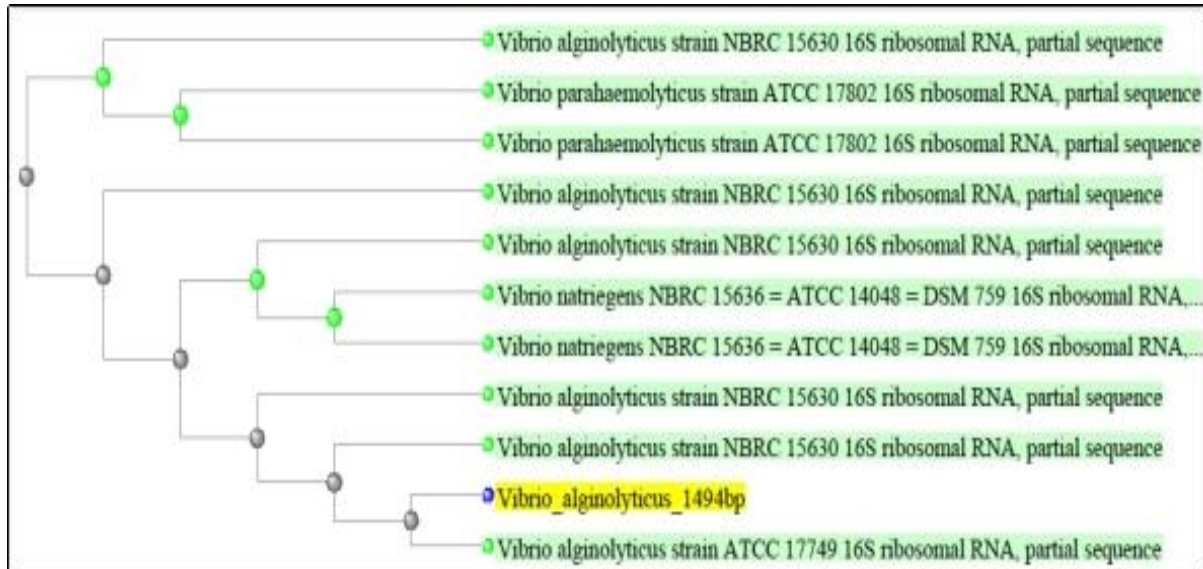 Vibrio alginolyticus strain NBRC 15630 16S ribosomal RNA, partial sequence
Vibrio parahaemolyticus strain ATCC 17802 16S ribosomal RNA, partial sequence
Vibrio parahaemolyticus strain ATCC 17802 16S ribosomal RNA, partial sequence
Vibrio alginolyticus strain NBRC 15630 16S ribosomal RNA, partial sequence
Vibrio alginolyticus strain NBRC 15630 16S ribosomal RNA, partial sequence
Vibrio natriegens NBRC 15636 = ATCC 14048 = DSM 759 16S ribosomal RNA,...
Vibrio natriegens NBRC 15636 = ATCC 14048 = DSM 759 16S ribosomal RNA,...
Vibrio alginolyticus strain NBRC 15630 16S ribosomal RNA, partial sequence
Vibrio alginolyticus strain NBRC 15630 16S ribosomal RNA, partial sequence
Vibrio_alginolyticus_1494bp
Vibrio alginolyticus strain ATCC 17749 16S ribosomal RNA, partial sequence